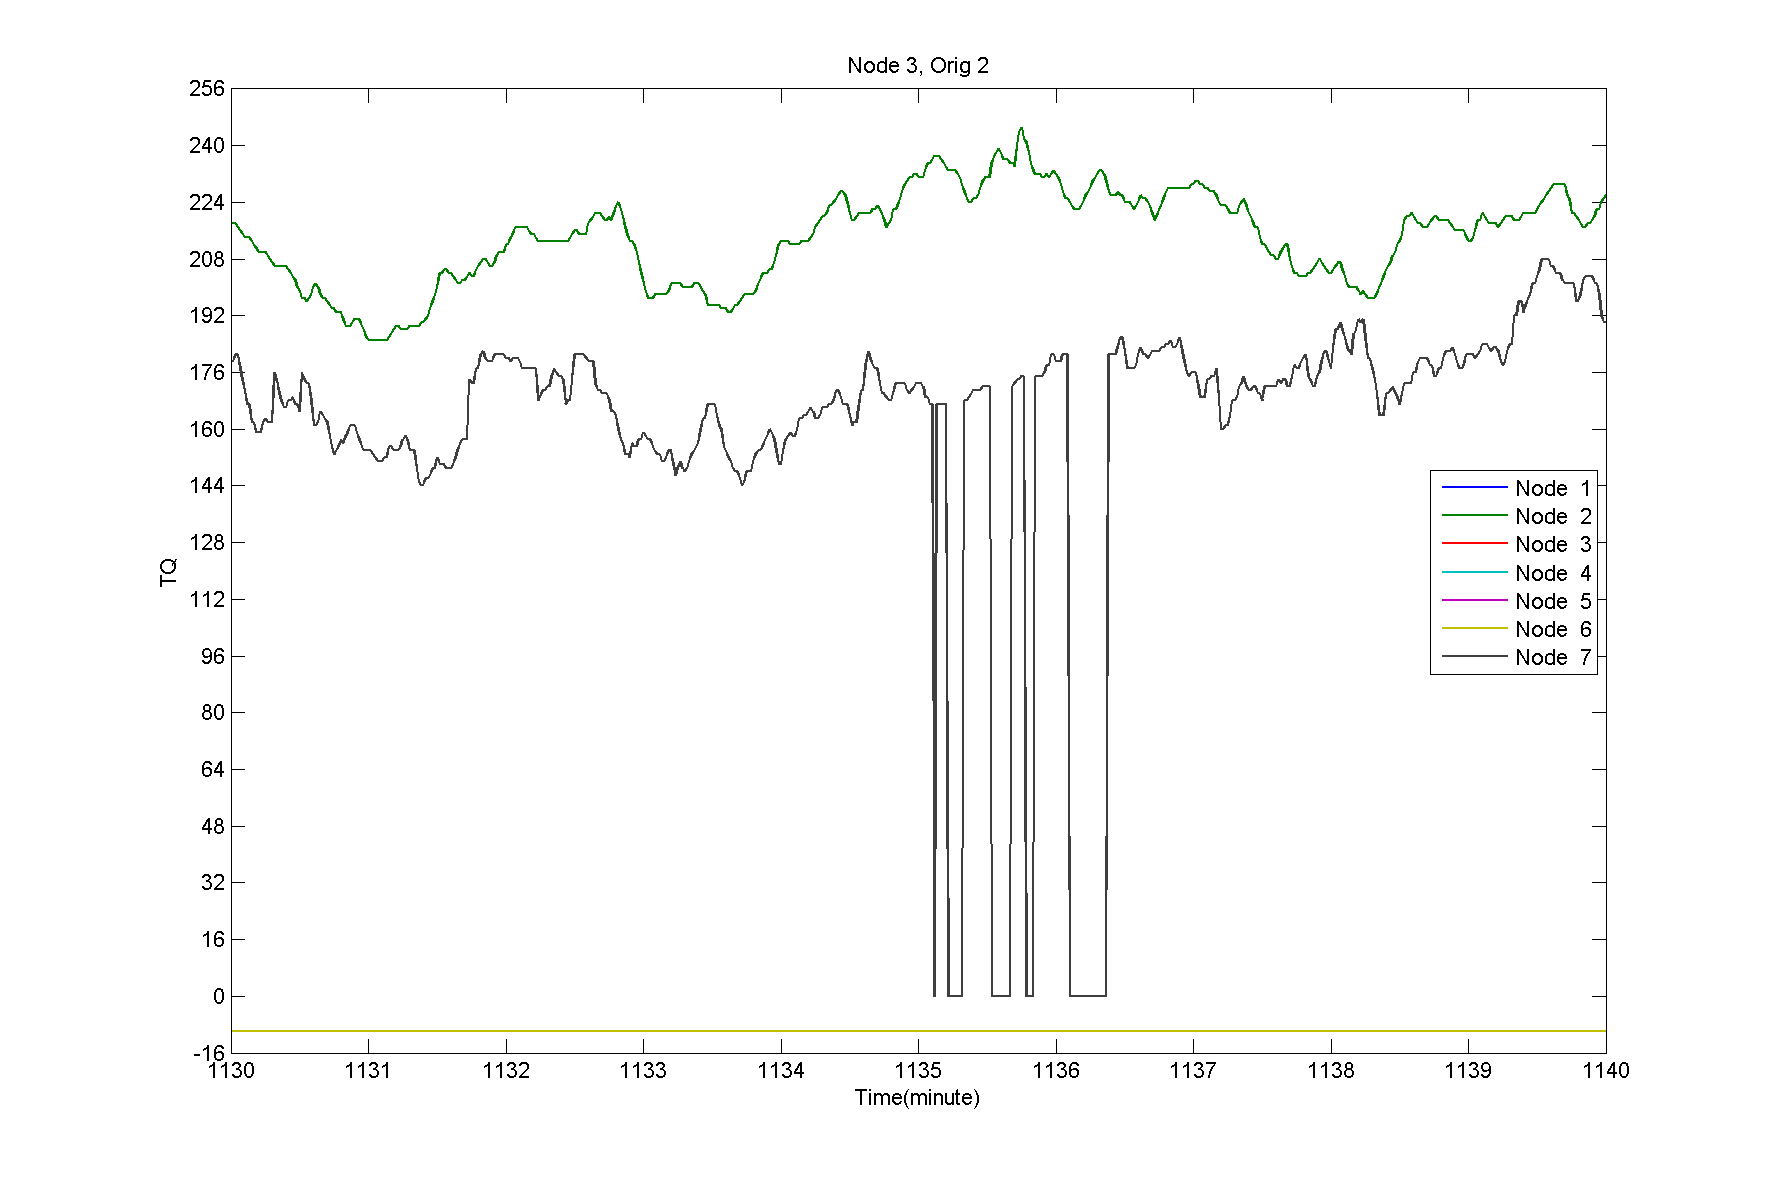 Node 3, Orig 2
256
240
224
208
192
176
160
144
128
112
96
80
64
48
32
16
0
-16
TQ
Node 1
Node 2
Node 3
Node 4
Node 5
Node 6
Node 7
1130 1131 1132 1133 1134 1135 1136 1137 1138 1139 1140
Time(minute)